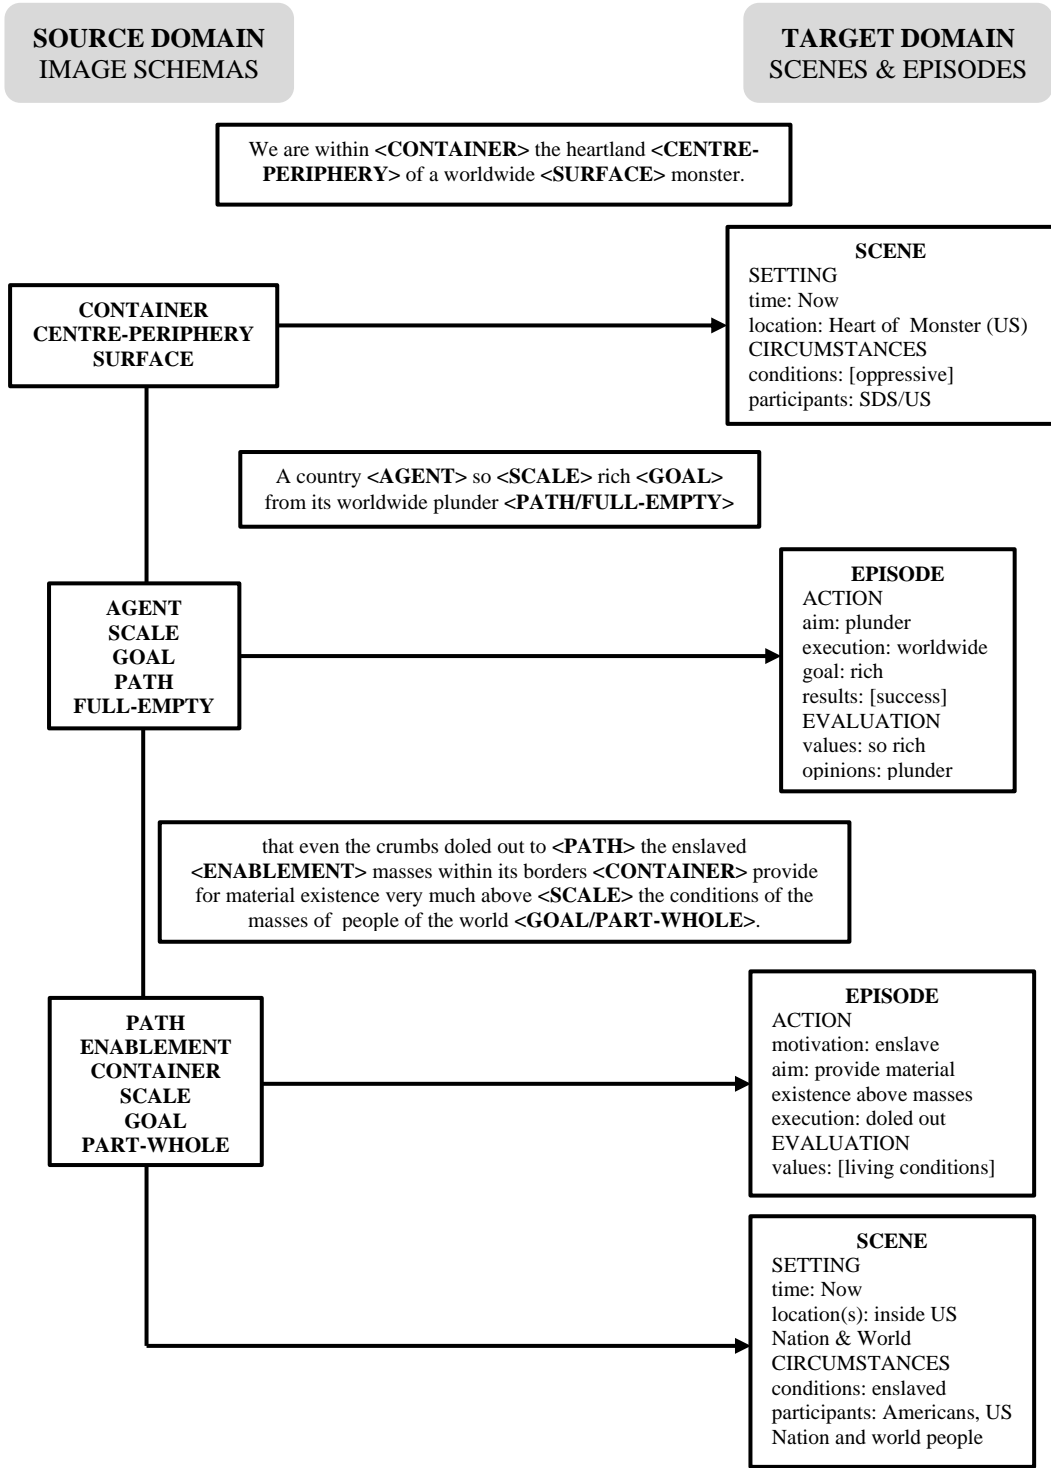 SOURCE DOMAIN
IMAGE SCHEMAS
TARGET DOMAIN
SCENES & EPISODES
We are within <CONTAINER> the heartland <CENTRE-
PERIPHERY> of a worldwide <SURFACE> monster.
CONTAINER
CENTRE-PERIPHERY
SURFACE
SCENE
SETTING
time: Now
location: Heart of Monster (US)
CIRCUMSTANCES
conditions: [oppressive]
participants: SDS/US
A country <AGENT> so <SCALE> rich <GOAL>
from its worldwide plunder <PATH/FULL-EMPTY>
AGENT
SCALE
GOAL
PATH
FULL-EMPTY
EPISODE
ACTION
aim: plunder
execution: worldwide
goal: rich
results: [success]
EVALUATION
values: so rich
opinions: plunder
that even the crumbs doled out to <PATH> the enslaved
<ENABLEMENT> masses within its borders <CONTAINER> provide
for material existence very much above <SCALE> the conditions of the
masses of people of the world <GOAL/PART-WHOLE>.
PATH
ENABLEMENT
CONTAINER
SCALE
GOAL
PART-WHOLE
EPISODE
ACTION
motivation: enslave
aim: provide material
existence above masses
execution: doled out
EVALUATION
values: [living conditions]
SCENE
SETTING
time: Now
location(s): inside US
Nation & World
CIRCUMSTANCES
conditions: enslaved
participants: Americans, US
Nation and world people